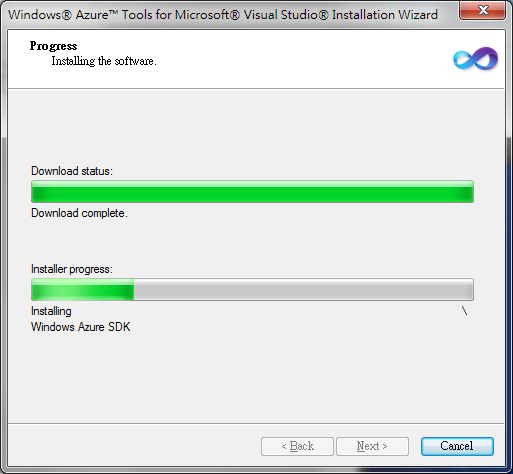 Windows® Azure™ Tools for Microsoft® Visual Studio® Installation Wizard
Progress
Installing the software.
Download status:
Download complete.
Installer progress:
Installing \
Windows Azure SDK
< Back Next > Cancel